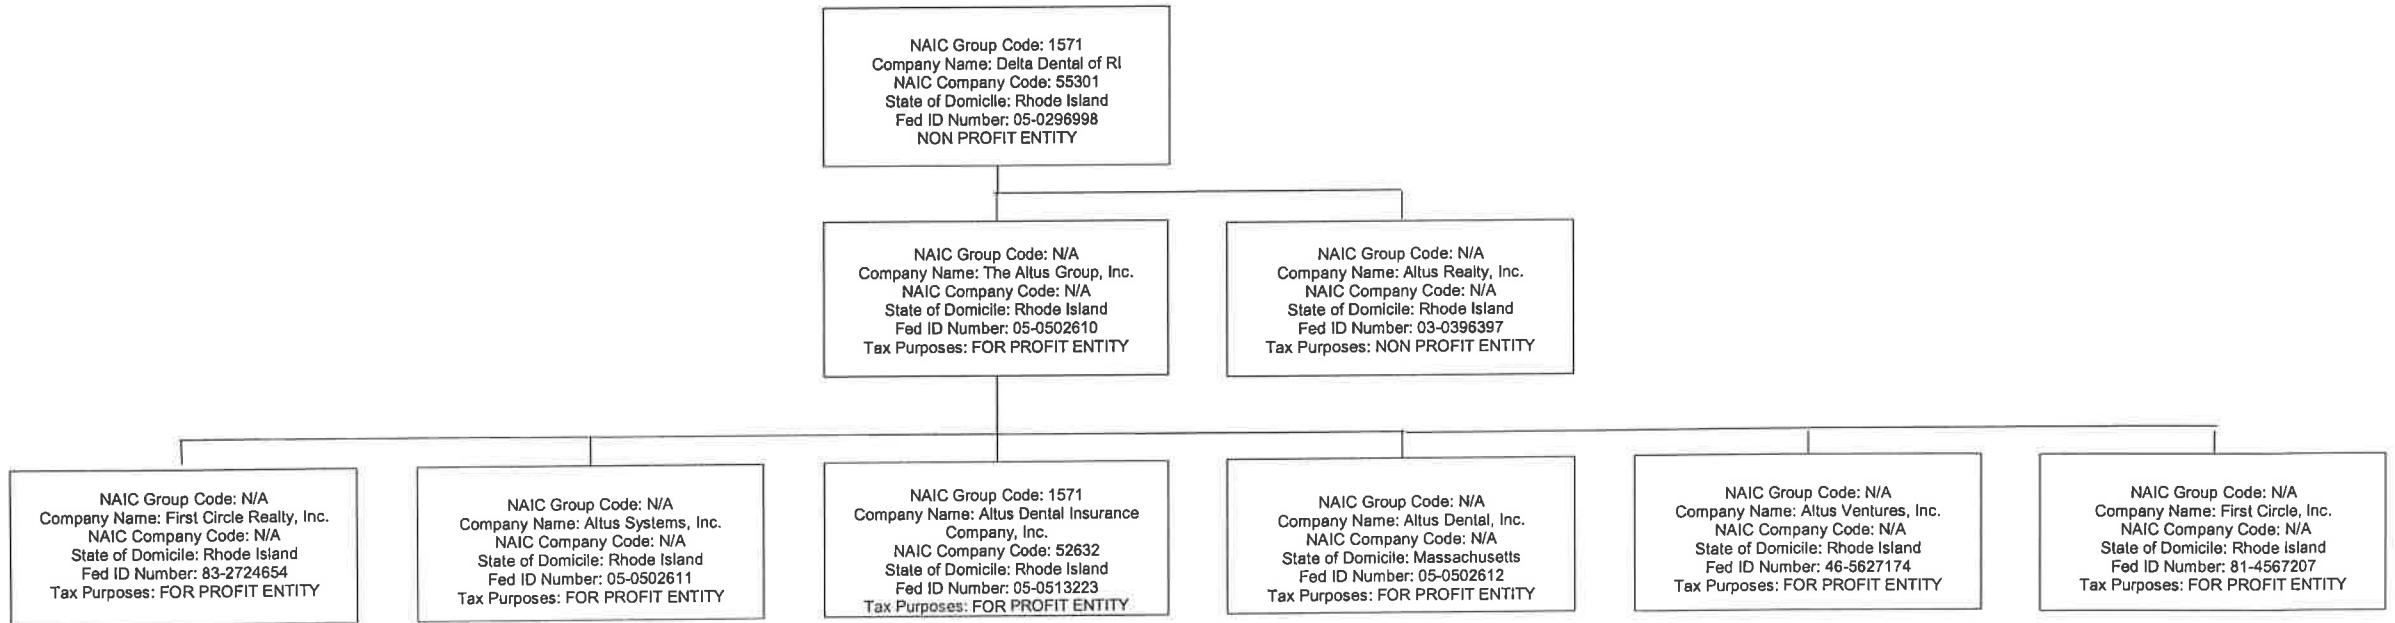 NAIC Group Code: 1571
Company Name: Delta Dental of RI
NAIC Company Code: 55301
State of Domicile: Rhode Island
Fed ID Number: 05-0296998
NON PROFIT ENTITY
NAIC Group Code: N/A
Company Name: The Altus Group, Inc.
NAIC Company Code: N/A
State of Domicile: Rhode Island
Fed ID Number: 05-0502610
Tax Purposes: FOR PROFIT ENTITY
NAIC Group Code: N/A
Company Name: Altus Realty, Inc.
NAIC Company Code: N/A
State of Domicile: Rhode Island
Fed ID Number: 03-0396397
Tax Purposes: NON PROFIT ENTITY
NAIC Group Code: N/A
Company Name: First Circle Realty, Inc.
NAIC Company Code: N/A
State of Domicile: Rhode Island
Fed ID Number: 83-2724654
Tax Purposes: FOR PROFIT ENTITY
NAIC Group Code: N/A
Company Name: Altus Systems, Inc.
NAIC Company Code: N/A
State of Domicile: Rhode Island
Fed ID Number: 05-0502611
Tax Purposes: FOR PROFIT ENTITY
NAIC Group Code: 1571
Company Name: Altus Dental Insurance
Company, Inc.
NAIC Company Code: 52632
State of Domicile: Rhode Island
Fed ID Number: 05-0513223
Tax Purposes: FOR PROFIT ENTITY
NAIC Group Code: N/A
Company Name: Altus Dental, Inc.
NAIC Company Code: N/A
State of Domicile: Massachusetts
Fed ID Number: 05-0502612
Tax Purposes: FOR PROFIT ENTITY
NAIC Group Code: N/A
Company Name: Altus Ventures, Inc.
NAIC Company Code: N/A
State of Domicile: Rhode Island
Fed ID Number: 46-5627174
Tax Purposes: FOR PROFIT ENTITY
NAIC Group Code: N/A
Company Name: First Circle, Inc.
NAIC Company Code: N/A
State of Domicile: Rhode Island
Fed ID Number: 81-4567207
Tax Purposes: FOR PROFIT ENTITY